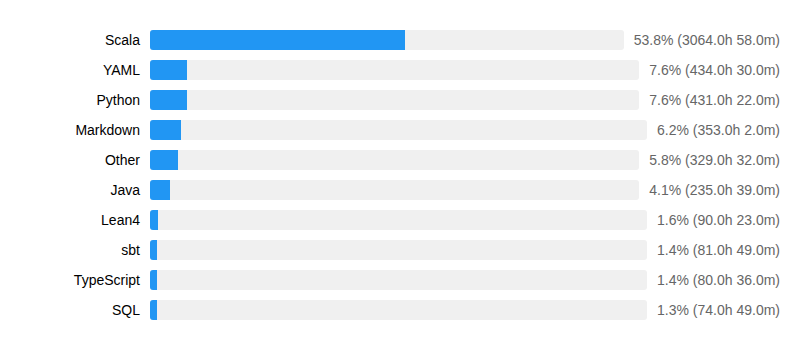 Scala 53.8% (3064.0h 58.0m)
YAML 7.6% (434.0h 30.0m)
Python 7.6% (431.0h 22.0m)
Markdown 6.2% (353.0h 2.0m)
Other 5.8% (329.0h 32.0m)
Java 4.1% (235.0h 39.0m)
Lean4 1.6% (90.0h 23.0m)
sbt 1.4% (81.0h 49.0m)
TypeScript 1.4% (80.0h 36.0m)
SQL 1.3% (74.0h 49.0m)